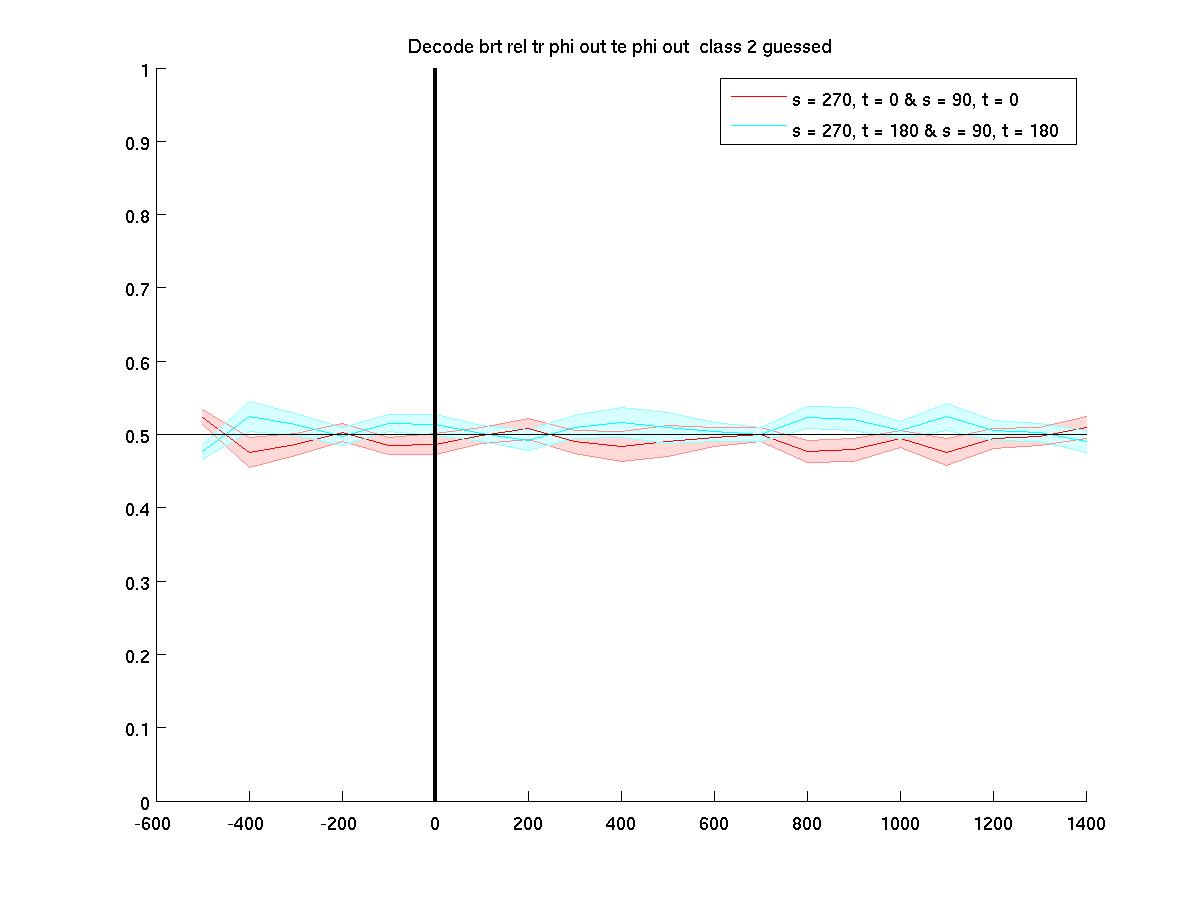 Decode brt rel tr phi out te phi out  class 2 guessed
s = 270, t = 0 & s = 90, t = 0
s = 270, t = 180 & s = 90, t = 180
1
0.9
0.8
0.7
0.6
0.5
0.4
0.3
0.2
0.1
0
-600 -400 -200 0 200 400 600 800 1000 1200 1400